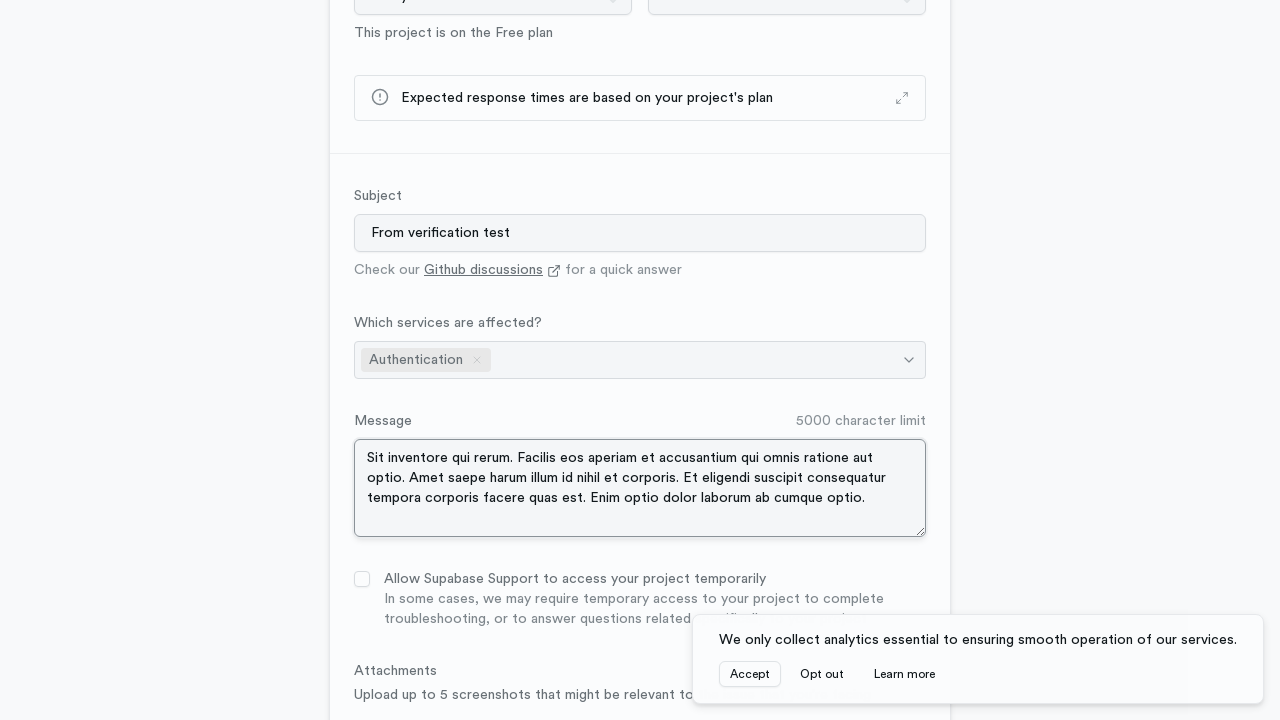 This project is on the Free plan
Expected response times are based on your project's plan
Subject
From verification test
Check our Github discussions for a quick answer
Which services are affected?
Authentication
Message
5000 character limit
Sit inventore qui rerum. Facilis eos aperiam et accusantium qui omnis ratione aut
optio. Amet saepe harum illum id nihil et corporis. Et eligendi suscipit consequatur
tempora corporis facere quas est. Enim optio dolor laborum ab cumque optio.
Allow Supabase Support to access your project temporarily
In some cases, we may require temporary access to your project to complete
troubleshooting, or to answer questions related
We only collect analytics essential to ensuring smooth operation of our services.
Accept
Opt out
Learn more
Attachments
Upload up to 5 screenshots that might be relevant to